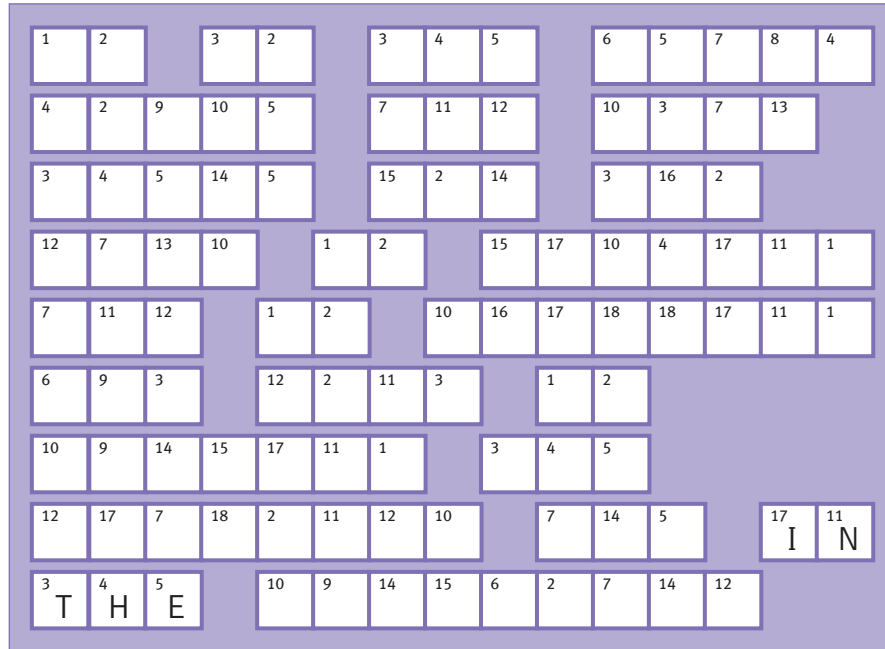 1 2 3 2 3 4 5 6 5 7 8 4
4 2 9 10 5 7 11 12 10 3 7 13
3 4 5 14 5 15 2 14 3 16 2
12 7 13 10 1 2 15 17 10 4 17 11 1
7 11 12 1 2 10 16 17 18 18 17 11 1
6 9 3 12 2 11 3 1 2
10 9 14 15 17 11 1 3 4 5
12 17 7 18 2 11 12 10 7 14 5 17 11
I N
3 4 5 10 9 14 15 6 2 7 14 12
T H E